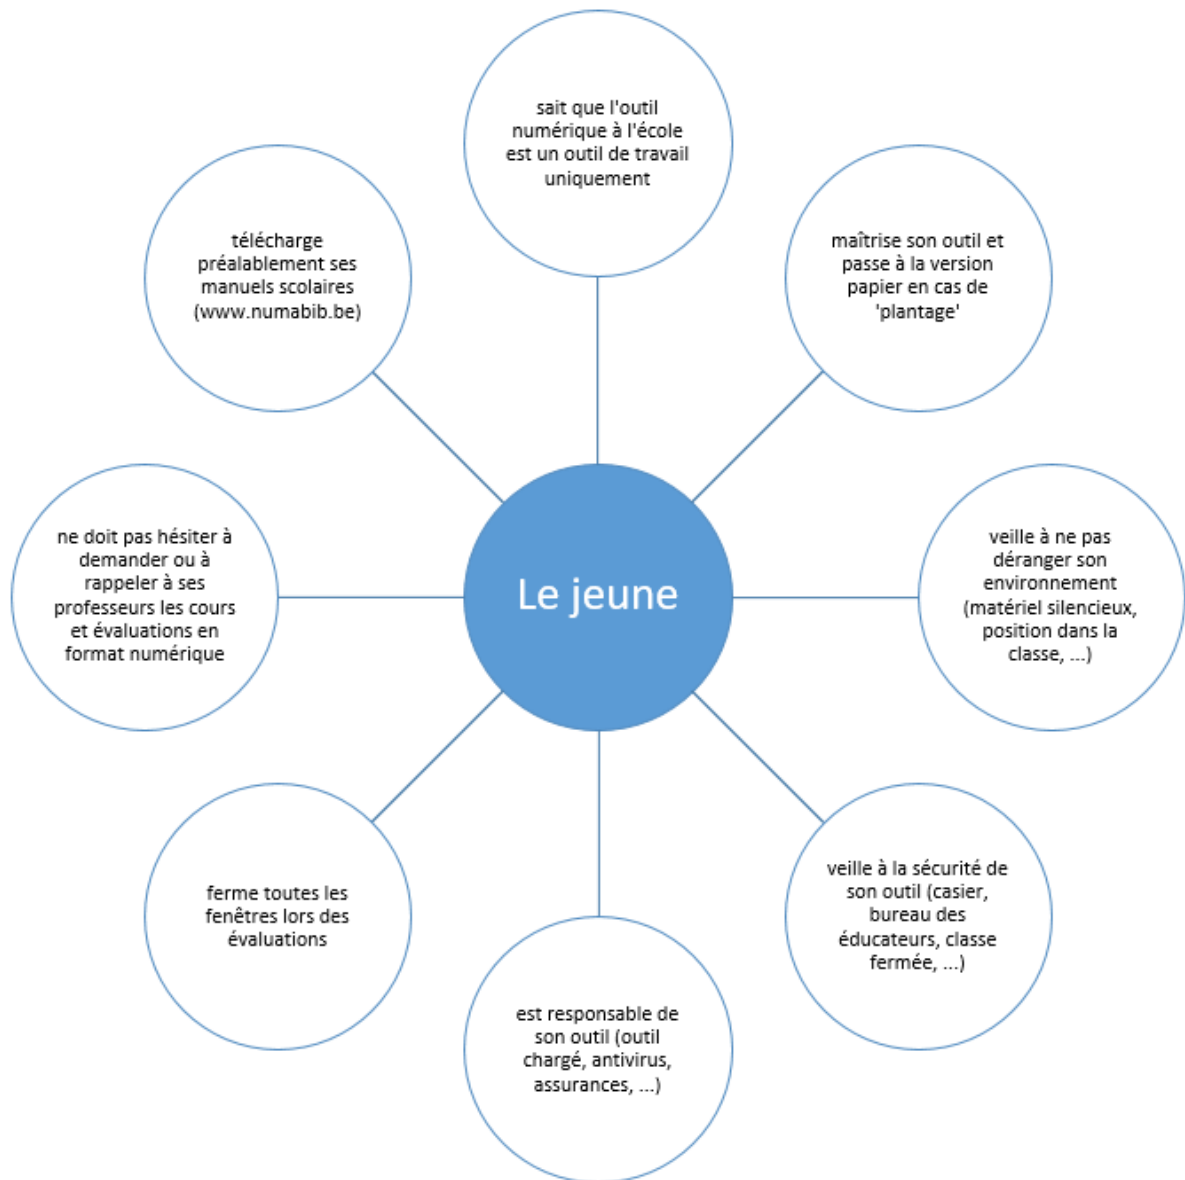 sait que l'outil
numérique à l'école
est un outil de travail
uniquement
maîtrise son outil et
passe à la version
papier en cas de
'plantage'
veille à ne pas
déranger son
environnement
(matériel silencieux,
position dans la
classe, ...)
veille à la sécurité de
son outil (casier,
bureau des
éducateurs, classe
fermée, ...)
est responsable de
son outil (outil
chargé, antivirus,
assurances, ...)
ferme toutes les
fenêtres lors des
évaluations
ne doit pas hésiter à
demander ou à
rappeler à ses
professeurs les cours
et évaluations en
format numérique
télécharge
préalablement ses
manuels scolaires
(www.numabib.be)
Le jeune